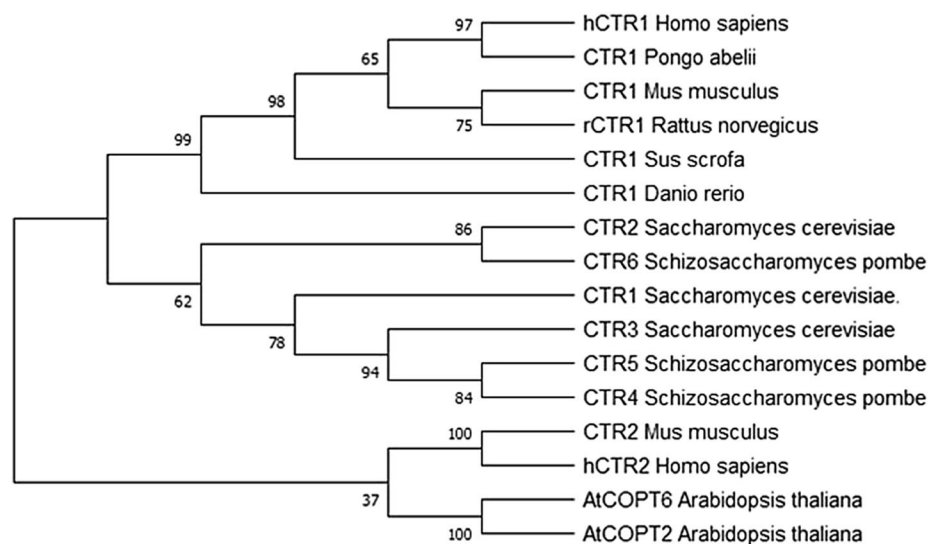 97
hCTR1 Homo sapiens
65
CTR1 Pongo abelii
CTR1 Mus musculus
98
75
rCTR1 Rattus norvegicus
99
CTR1 Sus scrofa
CTR1 Danio rerio
86
CTR2 Saccharomyces cerevisiae
CTR6 Schizosaccharomyces pombe
62
CTR1 Saccharomyces cerevisiae.
78
CTR3 Saccharomyces cerevisiae
94
CTR5 Schizosaccharomyces pombe
84
CTR4 Schizosaccharomyces pombe
100
CTR2 Mus musculus
hCTR2 Homo sapiens
37
AtCOPT6 Arabidopsis thaliana
100
AtCOPT2 Arabidopsis thaliana